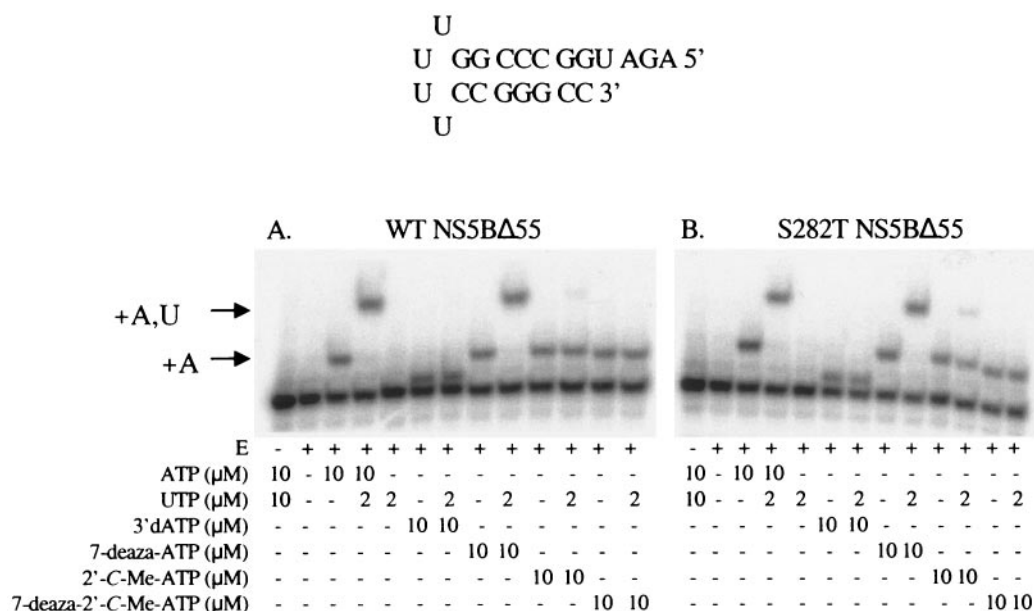 U
U GG CCC GGU AGA 5'
U CC GGG CC 3'
U
A. WT NS5BΔ55
B. S282T NS5BΔ55
+A,U
+A
E - + + + + + + + + + + + + - + + + + + + + + + + + +
ATP (µM) 10 - 10 10 - - - - - - - - - 10 - 10 10 - - - - - - - - -
UTP (µM) 10 - - 2 2 - 2 - 2 - 2 - 2 10 - - 2 2 - 2 - 2 - 2 - 2
3'dATP (µM) - - - - - 10 10 - - - - - - - - - - - 10 10 - - - - - -
7-deaza-ATP (µM) - - - - - - - 10 10 - - - - - - - - - - - 10 10 - - - -
2'-C-Me-ATP (µM) - - - - - - - - - 10 10 - - - - - - - - - - - 10 10 - -
7-deaza-2'-C-Me-ATP (µM) - - - - - - - - - - - 10 10 - - - - - - - - - - - 10 10